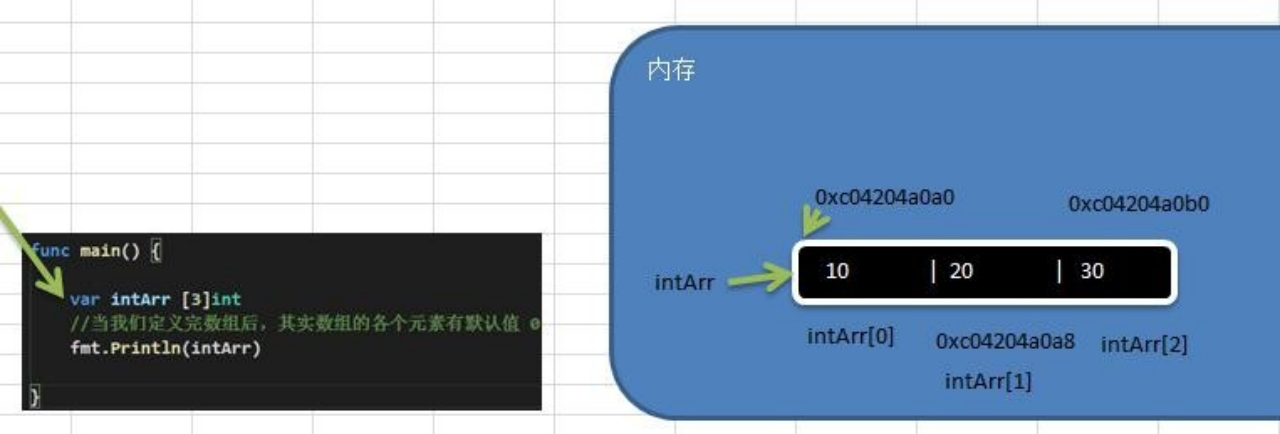 func main() {
var intArr [3]int
//当我们定义完数组后，其实数组的各个元素有默认值 0
fmt.Println(intArr)
}
内存
0xc04204a0a0
0xc04204a0b0
intArr
10 | 20 | 30
intArr[0]
0xc04204a0a8
intArr[2]
intArr[1]